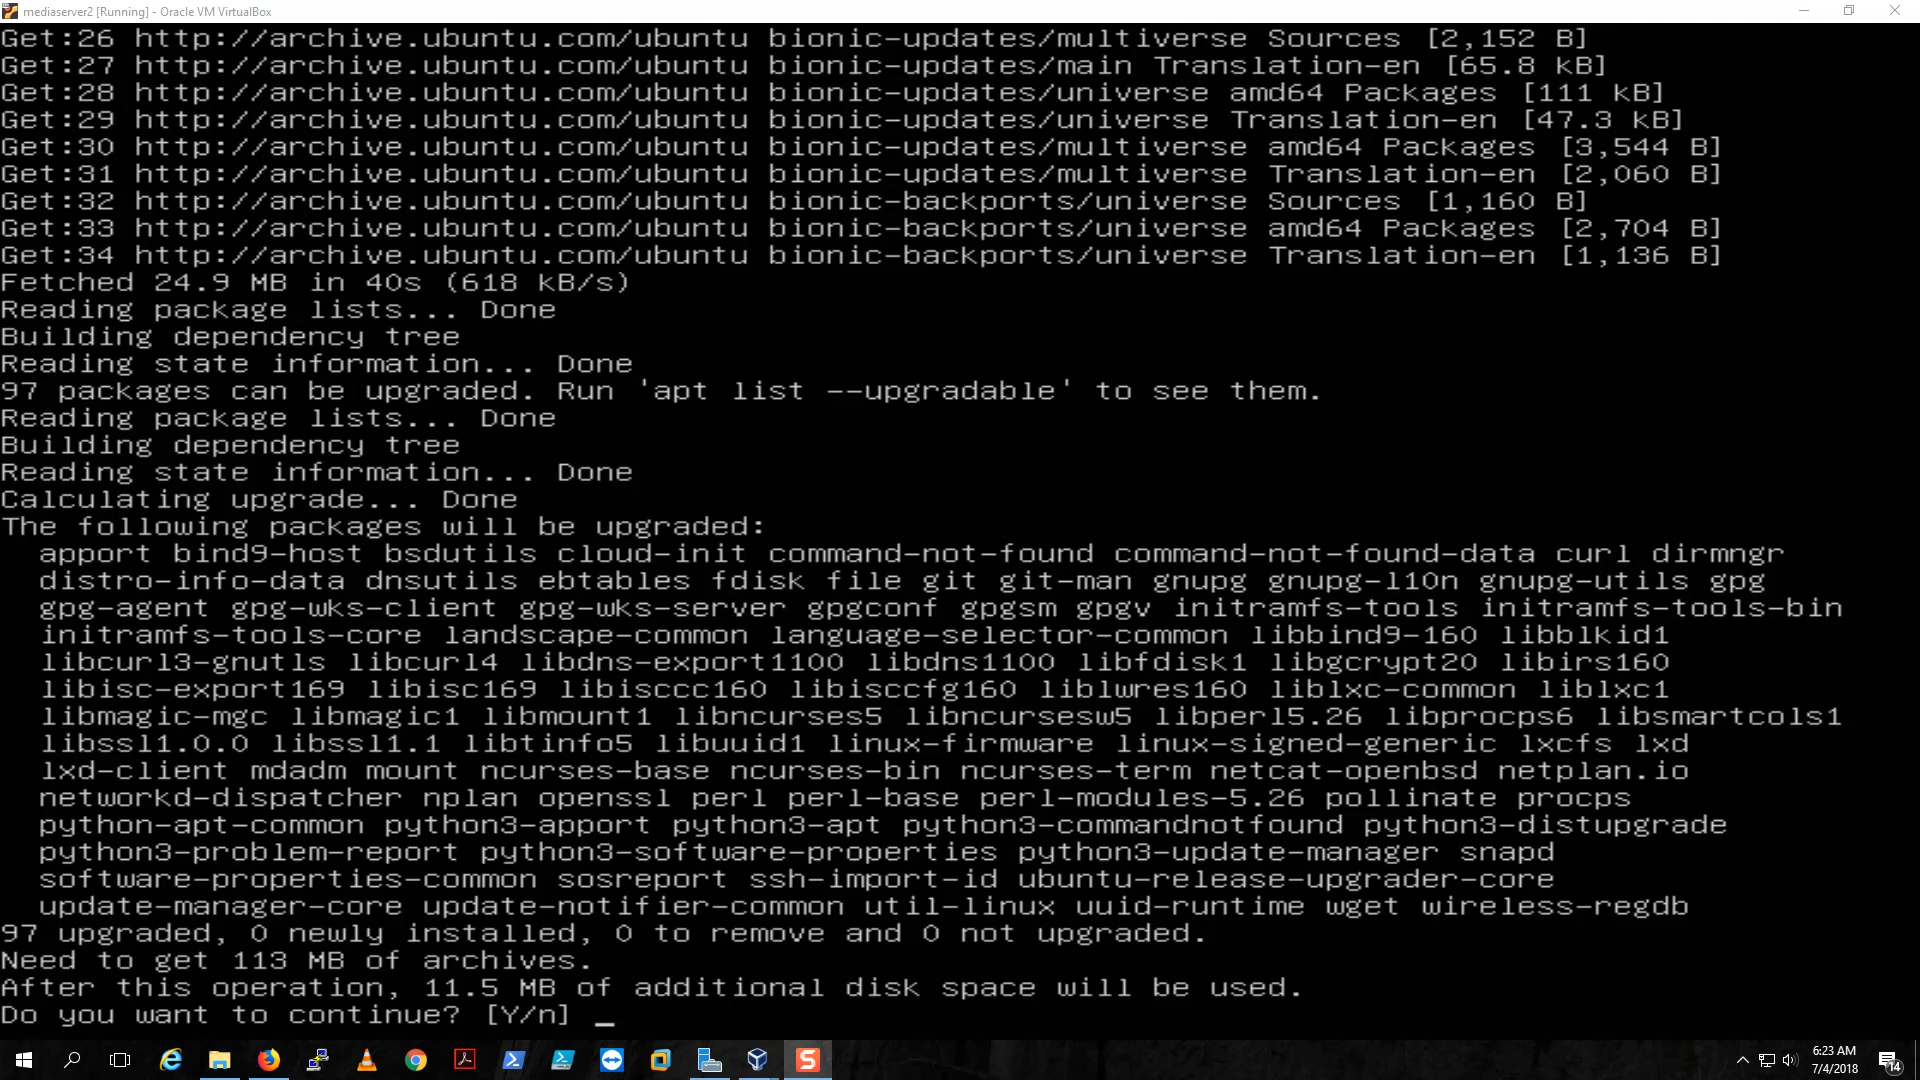 mediaserver2 [Running] - Oracle VM VirtualBox
Get:26 http://archive.ubuntu.com/ubuntu bionic-updates/multiverse Sources [2,152 B]
Get:27 http://archive.ubuntu.com/ubuntu bionic-updates/main Translation-en [65.8 kB]
Get:28 http://archive.ubuntu.com/ubuntu bionic-updates/universe amd64 Packages [111 kB]
Get:29 http://archive.ubuntu.com/ubuntu bionic-updates/universe Translation-en [47.3 kB]
Get:30 http://archive.ubuntu.com/ubuntu bionic-updates/multiverse amd64 Packages [3,544 B]
Get:31 http://archive.ubuntu.com/ubuntu bionic-updates/multiverse Translation-en [2,060 B]
Get:32 http://archive.ubuntu.com/ubuntu bionic-backports/universe Sources [1,160 B]
Get:33 http://archive.ubuntu.com/ubuntu bionic-backports/universe amd64 Packages [2,704 B]
Get:34 http://archive.ubuntu.com/ubuntu bionic-backports/universe Translation-en [1,136 B]
Fetched 24.9 MB in 40s (618 kB/s)
Reading package lists... Done
Building dependency tree
Reading state information... Done
97 packages can be upgraded. Run 'apt list --upgradable' to see them.
Reading package lists... Done
Building dependency tree
Reading state information... Done
Calculating upgrade... Done
The following packages will be upgraded:
apport bind9-host bsdutils cloud-init command-not-found command-not-found-data curl dirmngr
distro-info-data dnsutils ebtables fdisk file git git-man gnupg gnupg-l10n gnupg-utils gpg
gpg-agent gpg-wks-client gpg-wks-server gpgconf gpgsm gpgv initramfs-tools initramfs-tools-bin
initramfs-tools-core landscape-common language-selector-common libbind9-160 libblkid1
libcurl3-gnutls libcurl4 libdns-export1100 libdns1100 libfdisk1 libgcrypt20 libirs160
libisc-export169 libisc169 libisccc160 libisccfg160 liblwres160 liblxc-common liblxc1
libmagic-mgc libmagic1 libmount1 libncurses5 libncursesw5 libperl5.26 libprocps6 libsmartcols1
libssl1.0.0 libssl1.1 libtinfo5 libuuid1 linux-firmware linux-signed-generic lxcfs lxd
lxd-client mdadm mount ncurses-base ncurses-bin ncurses-term netcat-openbsd netplan.io
networkd-dispatcher nplan openssl perl perl-base perl-modules-5.26 pollinate procps
python-apt-common python3-apport python3-apt python3-commandnotfound python3-distupgrade
python3-problem-report python3-software-properties python3-update-manager snapd
software-properties-common sosreport ssh-import-id ubuntu-release-upgrader-core
update-manager-core update-notifier-common util-linux uuid-runtime wget wireless-regdb
97 upgraded, 0 newly installed, 0 to remove and 0 not upgraded.
Need to get 113 MB of archives.
After this operation, 11.5 MB of additional disk space will be used.
Do you want to continue? [Y/n] _
6:23 AM
7/4/2018
14